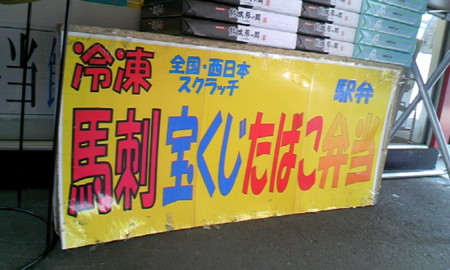 冷凍 全国・西日本 駅弁
スクラッチ
馬刺 宝くじ たばこ 弁当
当